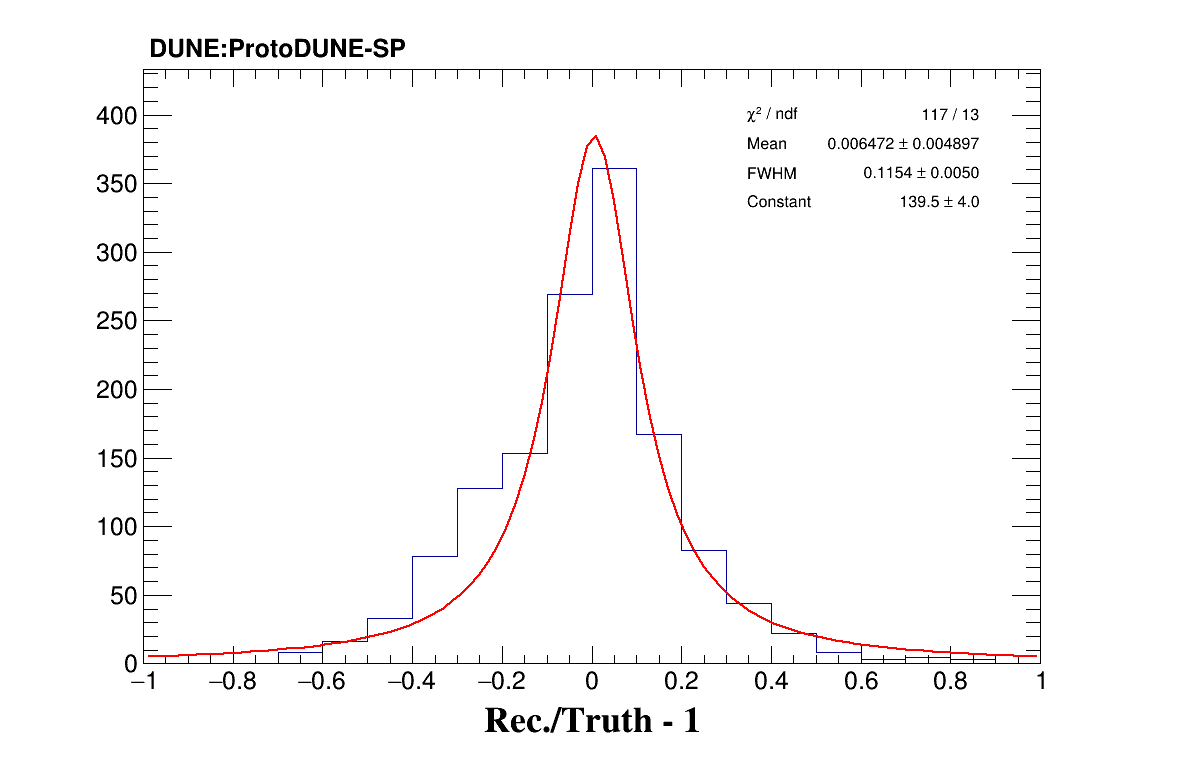 DUNE:ProtoDUNE-SP
χ² / ndf 117 / 13
Mean 0.006472 ± 0.004897
FWHM 0.1154 ± 0.0050
Constant 139.5 ± 4.0
400
350
300
250
200
150
100
50
0
−1 −0.8 −0.6 −0.4 −0.2 0 0.2 0.4 0.6 0.8 1
Rec./Truth - 1